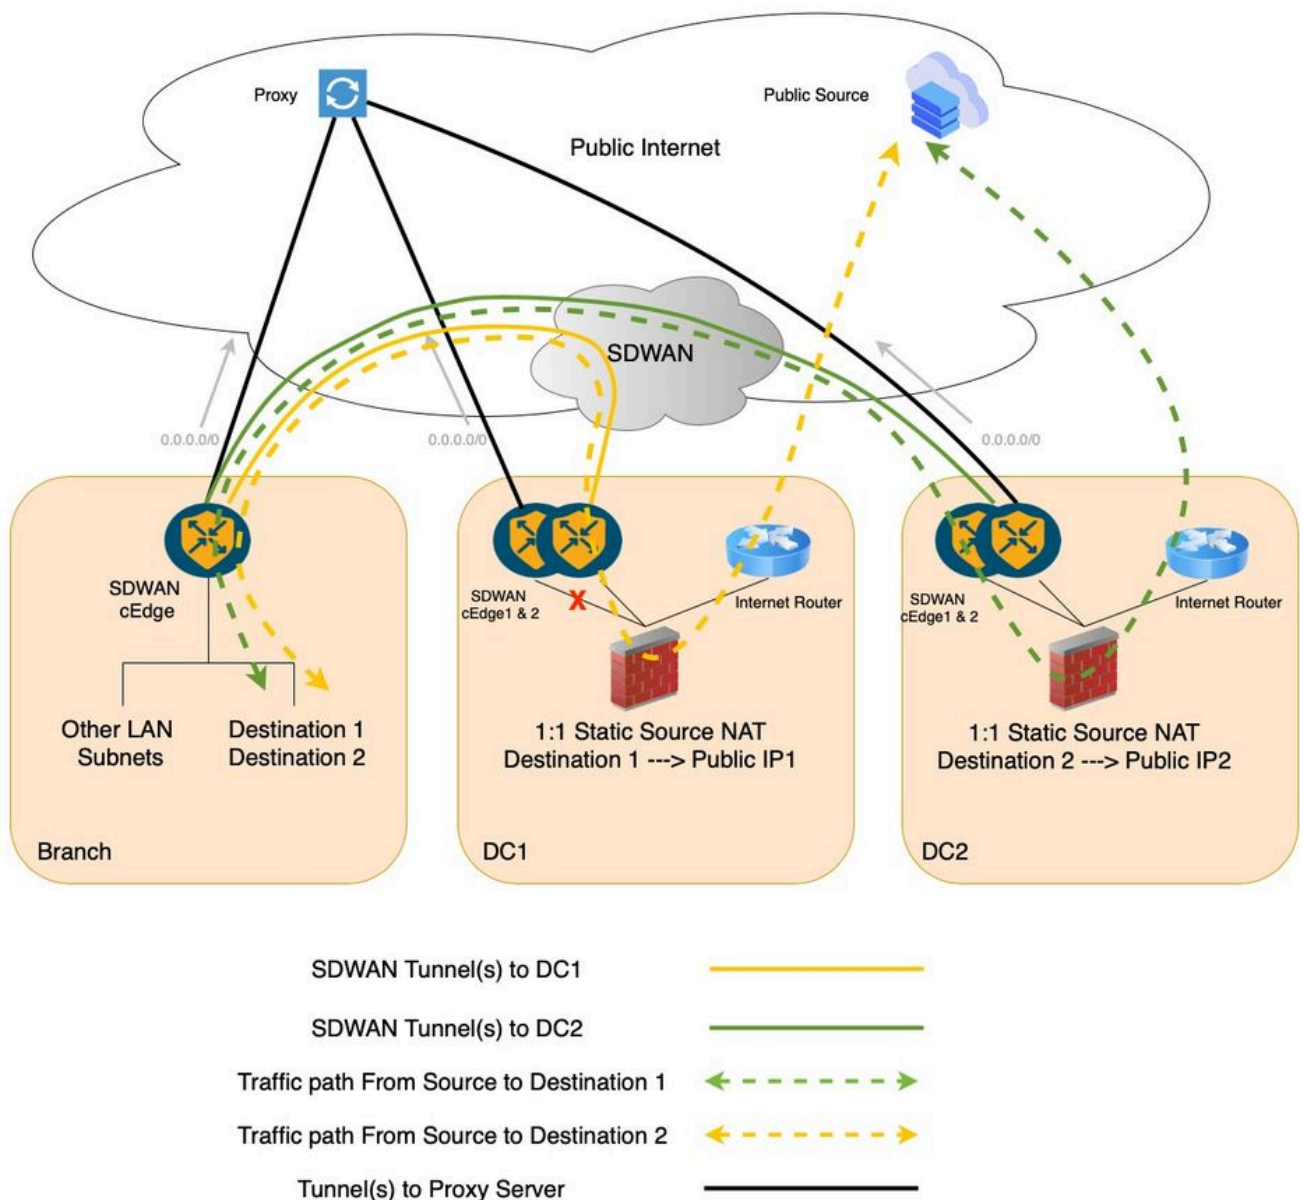 Proxy
Public Source
Public Internet
SDWAN
0.0.0.0/0
0.0.0.0/0
0.0.0.0/0
SDWAN
cEdge
SDWAN
cEdge1 & 2
X
Internet Router
SDWAN
cEdge1 & 2
Internet Router
Other LAN
Subnets
Destination 1
Destination 2
1:1 Static Source NAT
Destination 1 ---> Public IP1
1:1 Static Source NAT
Destination 2 ---> Public IP2
Branch
DC1
DC2
SDWAN Tunnel(s) to DC1
SDWAN Tunnel(s) to DC2
Traffic path From Source to Destination 1
Traffic path From Source to Destination 2
Tunnel(s) to Proxy Server